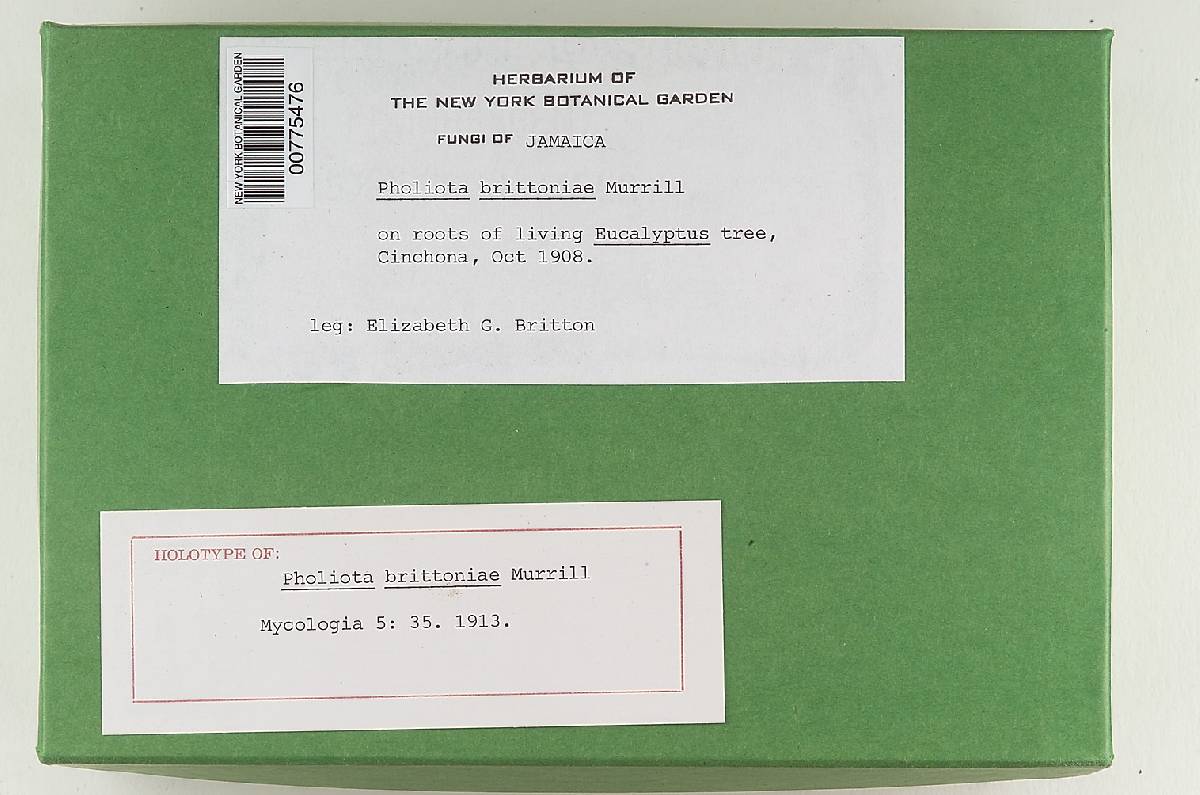 NEW YORK BOTANICAL GARDEN
00775476
HERBARIUM OF
THE NEW YORK BOTANICAL GARDEN
FUNGI OF JAMAICA
Pholiota brittoniae Murrill
on roots of living Eucalyptus tree,
Cinchona, Oct 1908.
leg: Elizabeth G. Britton
HOLOTYPE OF:
Pholiota brittoniae Murrill
Mycologia 5: 35. 1913.